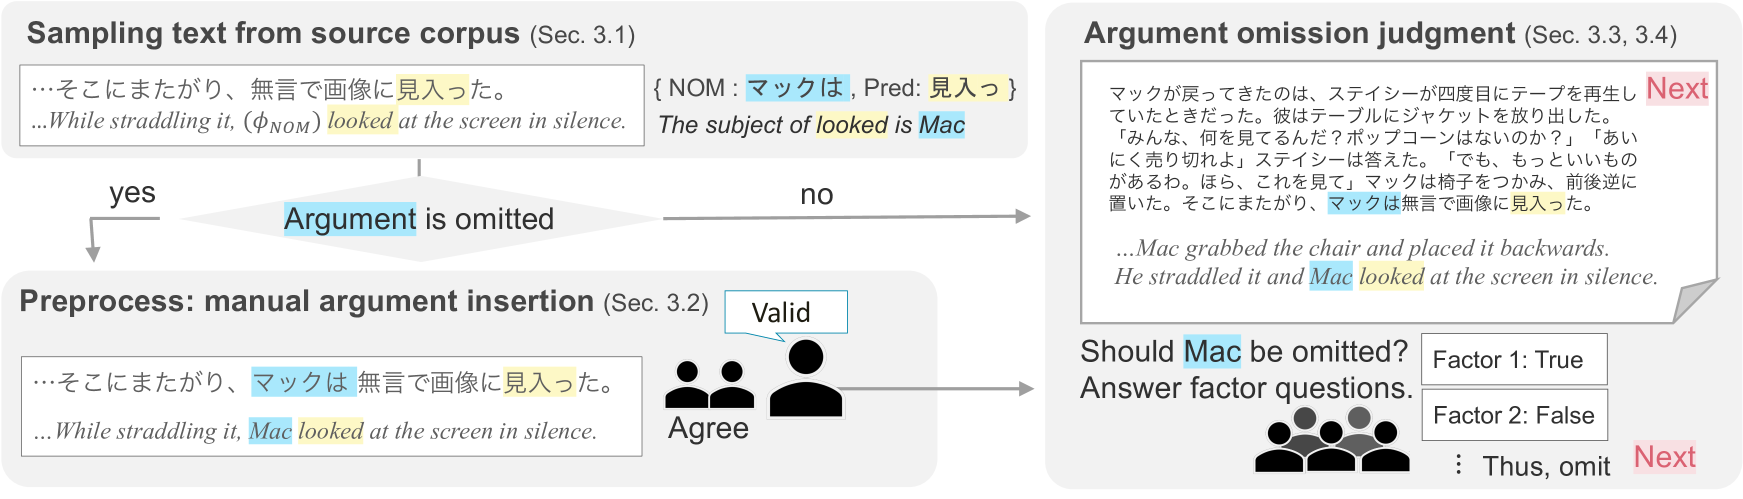 Sampling text from source corpus (Sec. 3.1)
…そこにまたがり、無言で画像に見入った。
...While straddling it, (ϕNOM) looked at the screen in silence.
{ NOM : マックは , Pred: 見入っ }
The subject of looked is Mac
yes
Argument is omitted
no
Preprocess: manual argument insertion (Sec. 3.2)
Valid
…そこにまたがり、マックは 無言で画像に見入った。
...While straddling it, Mac looked at the screen in silence.
Agree
Argument omission judgment (Sec. 3.3, 3.4)
Next
マックが戻ってきたのは、ステイシーが四度目にテープを再生し
ていたときだった。彼はテーブルにジャケットを放り出した。
「みんな、何を見てるんだ？ポップコーンはないのか？」「あい
にく売り切れよ」ステイシーは答えた。「でも、もっといいもの
があるわ。ほら、これを見て」マックは椅子をつかみ、前後逆に
置いた。そこにまたがり、マックは無言で画像に見入った。
...Mac grabbed the chair and placed it backwards.
He straddled it and Mac looked at the screen in silence.
Should Mac be omitted?
Answer factor questions.
Factor 1: True
Factor 2: False
⋮ Thus, omit
Next